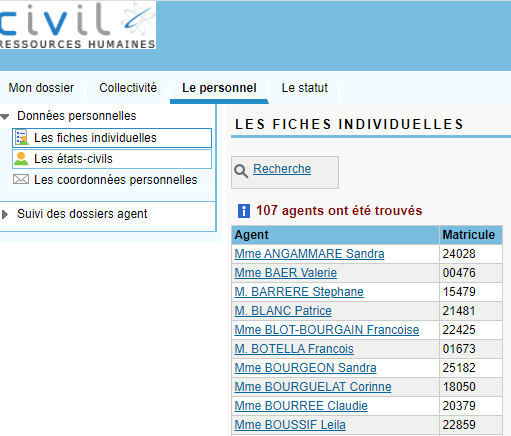 civil
RESSOURCES HUMAINES
Mon dossier Collectivité Le personnel Le statut
Données personnelles
Les fiches individuelles
Les états-civils
Les coordonnées personnelles
Suivi des dossiers agent
LES FICHES INDIVIDUELLES
Recherche
107 agents ont été trouvés
Agent Matricule
Mme ANGAMMARE Sandra 24028
Mme BAER Valerie 00476
M. BARRERE Stephane 15479
M. BLANC Patrice 21481
Mme BLOT-BOURGAIN Francoise 22425
M. BOTELLA Francois 01673
Mme BOURGEON Sandra 25182
Mme BOURGUELAT Corinne 18050
Mme BOURREE Claudie 20379
Mme BOUSSIF Leila 22859